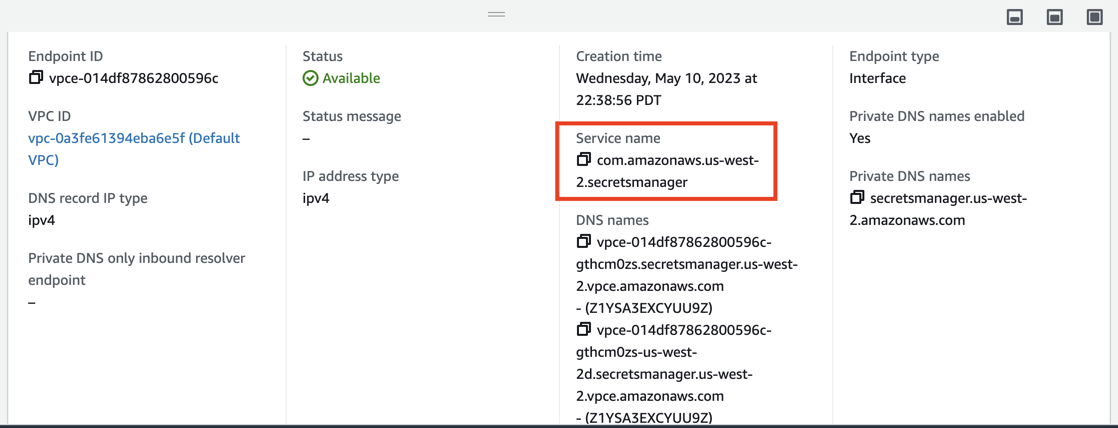 Endpoint ID
vpce-014df87862800596c
VPC ID
vpc-0a3fe61394eba6e5f (Default
VPC)
DNS record IP type
ipv4
Private DNS only inbound resolver
endpoint
–
Status
Available
Status message
–
IP address type
ipv4
Creation time
Wednesday, May 10, 2023 at
22:38:56 PDT
Service name
com.amazonaws.us-west-
2.secretsmanager
DNS names
vpce-014df87862800596c-
gthcm0zs.secretsmanager.us-west-
2.vpce.amazonaws.com
- (Z1YSA3EXCYUU9Z)
vpce-014df87862800596c-
gthcm0zs-us-west-
2d.secretsmanager.us-west-
2.vpce.amazonaws.com
- (Z1YSA3EXCYUU9Z)
Endpoint type
Interface
Private DNS names enabled
Yes
Private DNS names
secretsmanager.us-west-
2.amazonaws.com